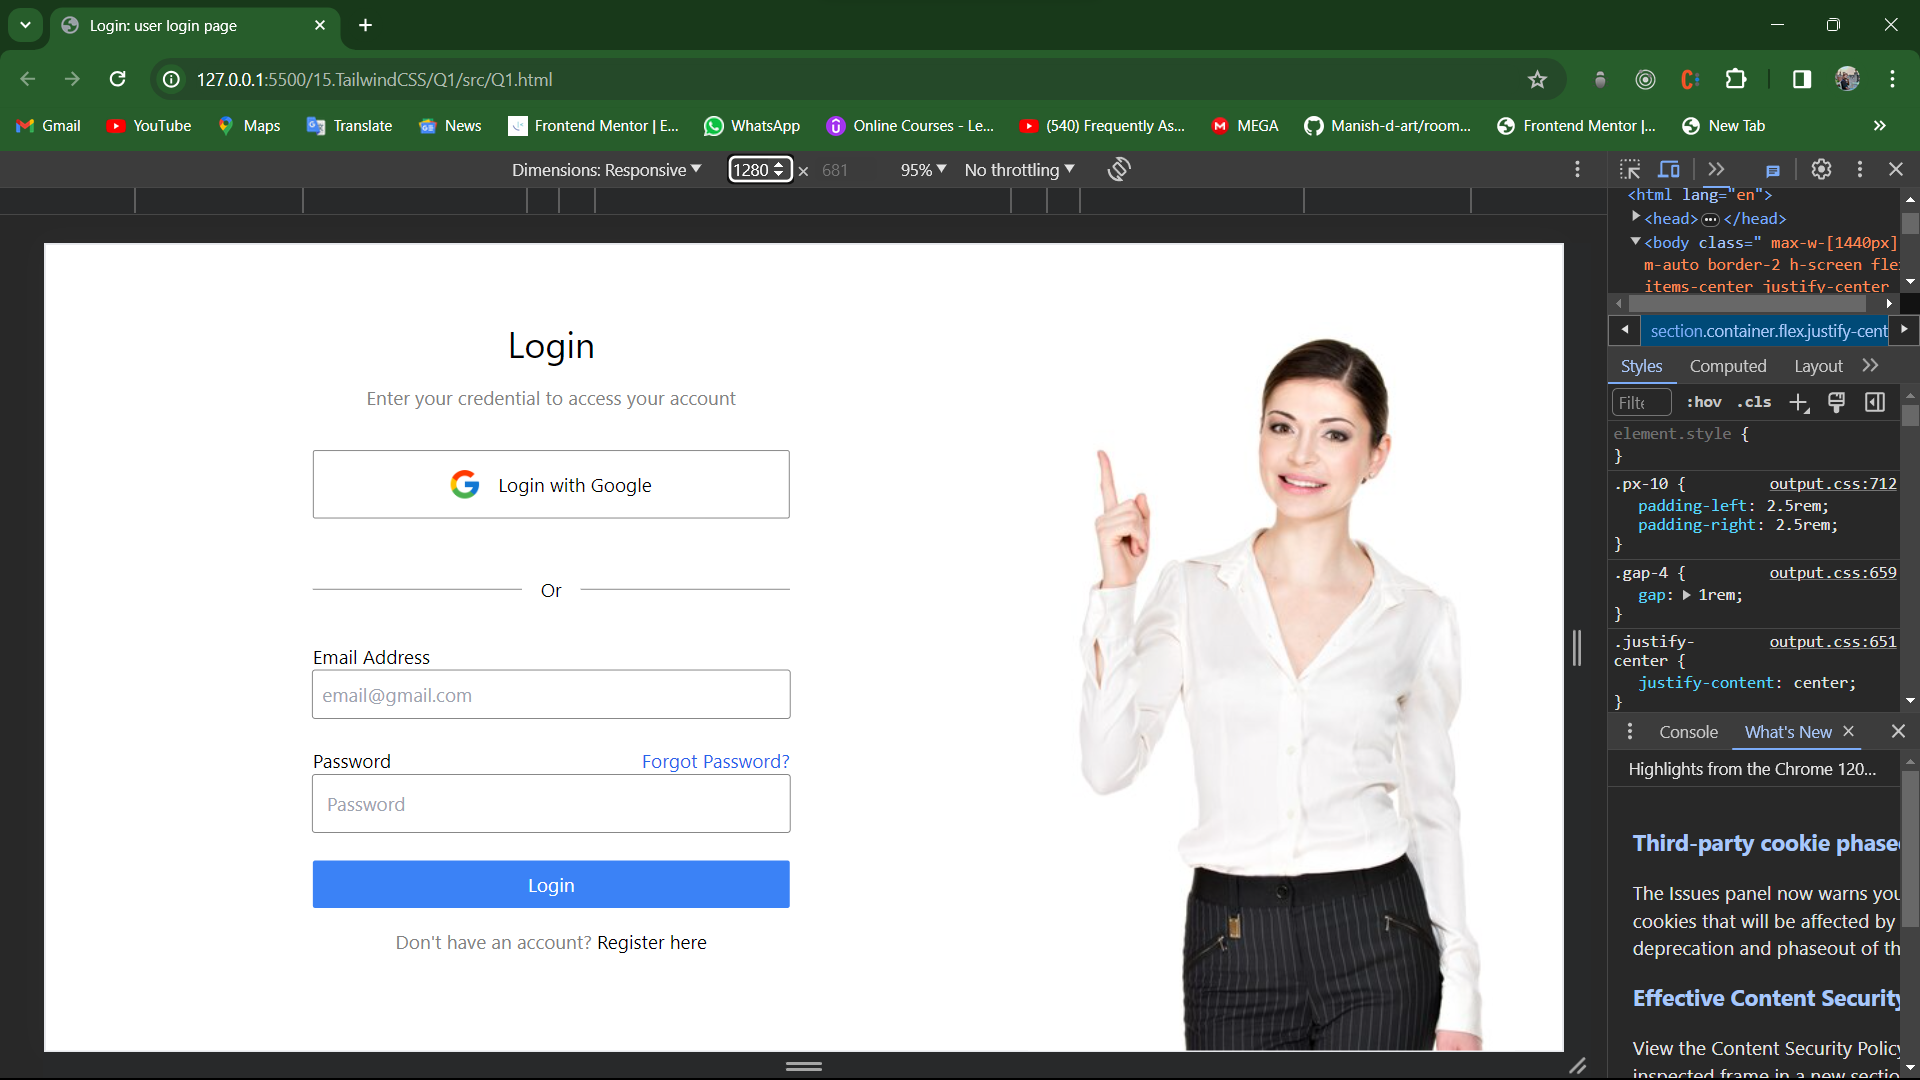 Login: user login page
127.0.0.1:5500/15.TailwindCSS/Q1/src/Q1.html
Gmail YouTube Maps Translate News Frontend Mentor | E... WhatsApp Online Courses - Le... (540) Frequently As... MEGA Manish-d-art/room... Frontend Mentor |... New Tab
Dimensions: Responsive 1280 × 681 95% No throttling
Login
Enter your credential to access your account
Login with Google
Or
Email Address
email@gmail.com
Password Forgot Password?
Password
Login
Don't have an account? Register here
<html lang="en">
<head> ••• </head>
<body class=" max-w-[1440px]
m-auto border-2 h-screen fle
items-center justify-center
section.container.flex.justify-cent
Styles Computed Layout
Filte :hov .cls
element.style {
}
.px-10 { output.css:712
padding-left: 2.5rem;
padding-right: 2.5rem;
}
.gap-4 { output.css:659
gap: 1rem;
}
.justify- output.css:651
center {
justify-content: center;
}
Console What's New
Highlights from the Chrome 120...
Third-party cookie phase
The Issues panel now warns you
cookies that will be affected by
deprecation and phaseout of th
Effective Content Security
View the Content Security Policy
inspected frame in a new sectio